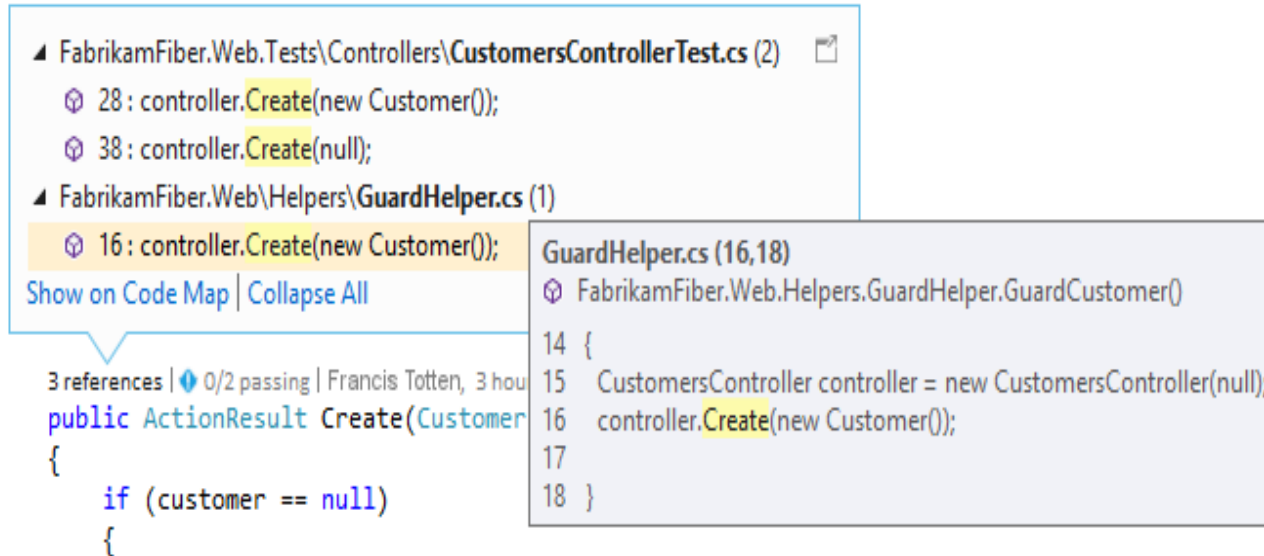 FabrikamFiber.Web.Tests\Controllers\CustomersControllerTest.cs (2)
28 : controller.Create(new Customer());
38 : controller.Create(null);
FabrikamFiber.Web\Helpers\GuardHelper.cs (1)
16 : controller.Create(new Customer());
Show on Code Map | Collapse All
GuardHelper.cs (16,18)
FabrikamFiber.Web.Helpers.GuardHelper.GuardCustomer()
14 {
15 CustomersController controller = new CustomersController(null);
16 controller.Create(new Customer());
17
18 }
3 references | 0/2 passing | Francis Totten, 3 hou
public ActionResult Create(Customer
{
if (customer == null)
{